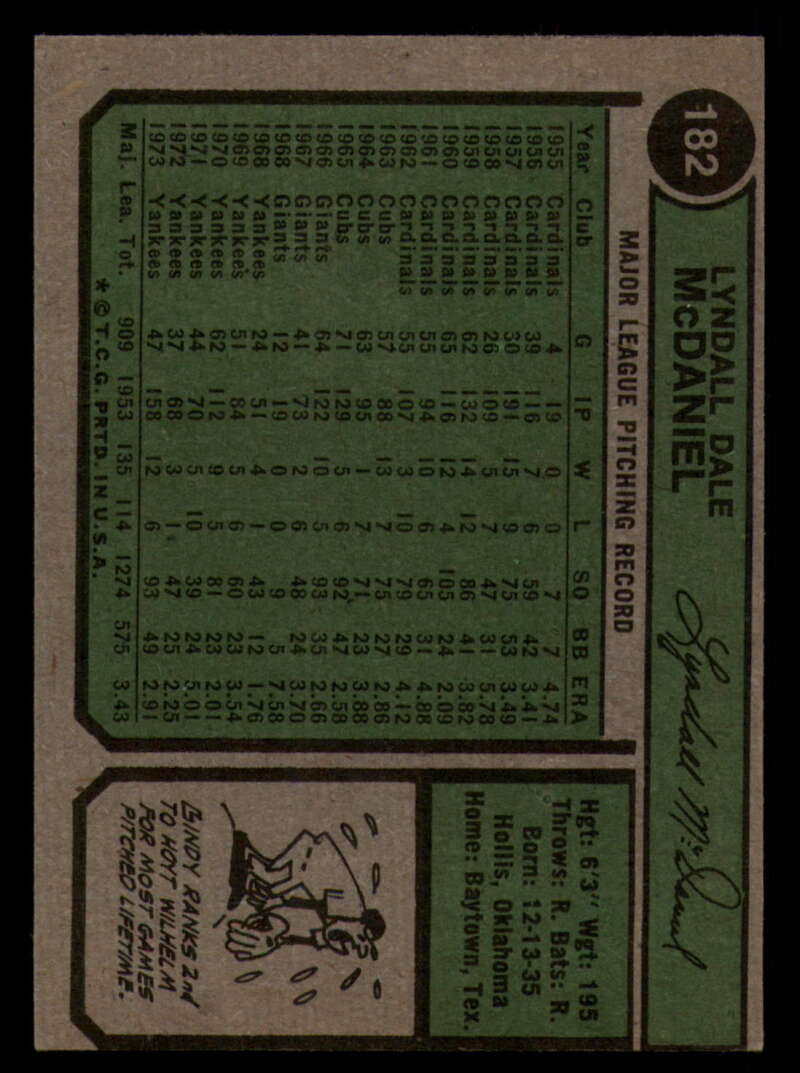 182
LYNDALL DALE
McDANIEL
Lyndall McDaniel
MAJOR LEAGUE PITCHING RECORD
Year Club G IP W L SO BB ERA
1955 Cardinals 4 19 0 0 7 7 4.74
1956 Cardinals 39 116 7 6 59 42 3.41
1957 Cardinals 30 191 15 9 75 53 3.49
1958 Cardinals 26 109 5 7 47 31 5.78
1959 Cardinals 62 132 14 12 86 41 3.82
1960 Cardinals 65 116 12 4 105 24 2.09
1961 Cardinals 55 94 10 6 65 31 4.88
1962 Cardinals 55 107 3 10 79 29 4.12
1963 Cubs 57 88 13 7 75 27 2.86
1964 Cubs 63 95 1 7 71 23 3.88
1965 Cubs 71 129 5 6 92 47 2.58
1966 Giants 64 122 10 5 93 35 2.66
1967 Giants 41 73 2 6 48 24 3.70
1968 Giants 12 19 0 0 9 5 7.58
1968 Yankees 24 51 4 1 43 12 1.76
1969 Yankees 51 84 5 6 60 23 3.54
1970 Yankees 62 112 9 5 81 23 2.01
1971 Yankees 44 70 5 10 39 24 5.01
1972 Yankees 37 68 3 1 47 25 2.25
1973 Yankees 47 158 12 6 93 49 2.91
Maj. Lea. Tot. 909 1953 135 114 1274 575 3.43
* © T.C.G. PRTD. IN U.S.A.
Hgt: 6'3" Wgt: 195
Throws: R. Bats: R.
Born: 12-13-35
Hollis, Oklahoma
Home: Baytown, Tex.
LINDY RANKS 2nd
TO HOYT WILHELM
FOR MOST GAMES
PITCHED LIFETIME.